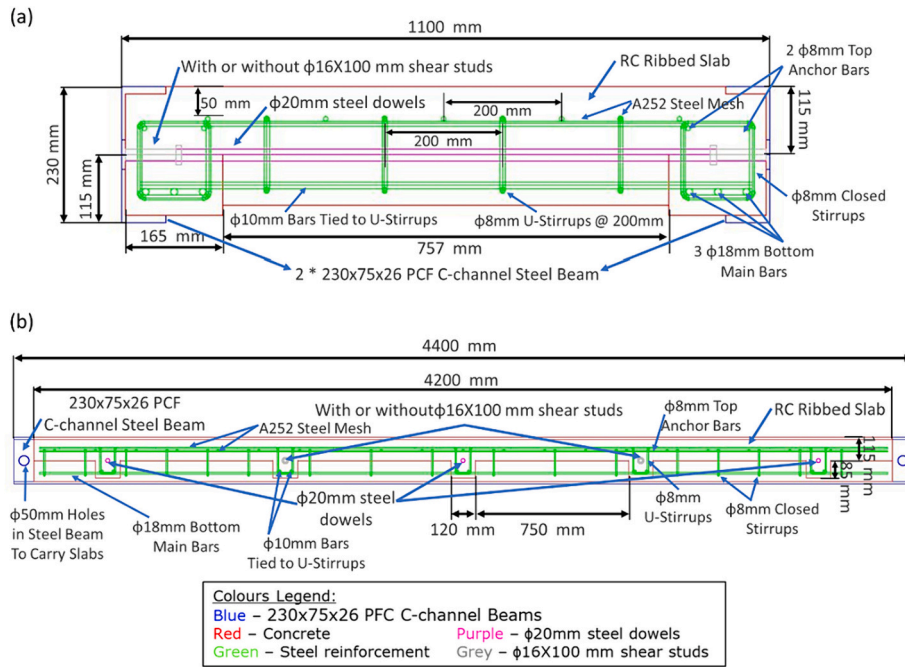 (a)
1100 mm
With or without ϕ16X100 mm shear studs
RC Ribbed Slab
2 ϕ8mm Top
Anchor Bars
50 mm
ϕ20mm steel dowels
200 mm
A252 Steel Mesh
115 mm
230 mm
200 mm
115 mm
ϕ10mm Bars Tied to U-Stirrups
ϕ8mm U-Stirrups @ 200mm
ϕ8mm Closed
Stirrups
165 mm
757 mm
3 ϕ18mm Bottom
Main Bars
2 * 230x75x26 PCF C-channel Steel Beam
(b)
4400 mm
4200 mm
230x75x26 PCF
C-channel Steel Beam
With or withoutϕ16X100 mm shear studs
A252 Steel Mesh
ϕ8mm Top
Anchor Bars
RC Ribbed Slab
115 mm
85 mm
ϕ50mm Holes
in Steel Beam
To Carry Slabs
ϕ18mm Bottom
Main Bars
ϕ10mm Bars
Tied to U-Stirrups
ϕ20mm steel
dowels
120 mm
750 mm
ϕ8mm
U-Stirrups
ϕ8mm Closed
Stirrups
Colours Legend:
Blue – 230x75x26 PFC C-channel Beams
Red – Concrete
Purple – ϕ20mm steel dowels
Green – Steel reinforcement
Grey – ϕ16X100 mm shear studs